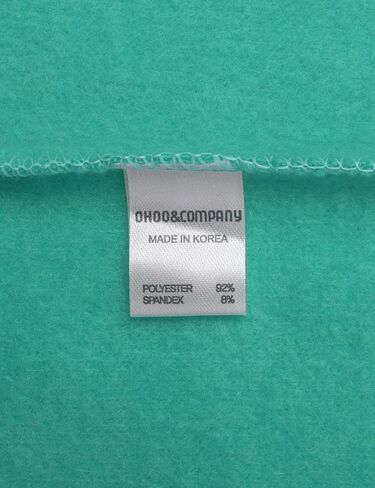 OHOO&COMPANY
MADE IN KOREA
POLYESTER 92%
SPANDEX 8%